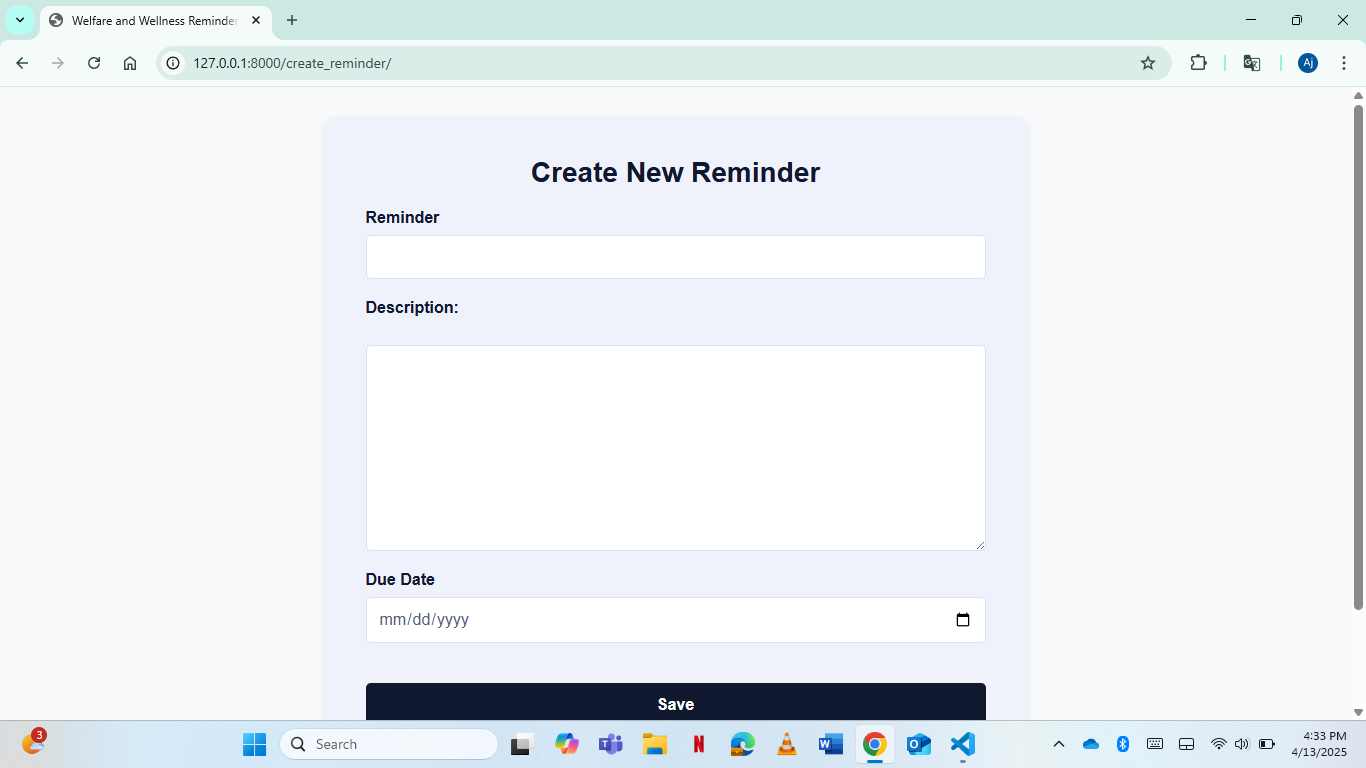 Welfare and Wellness Reminder
127.0.0.1:8000/create_reminder/
Aj
Create New Reminder
Reminder
Description:
Due Date
mm/dd/yyyy
Save
3
Search
N
W
4:33 PM
4/13/2025